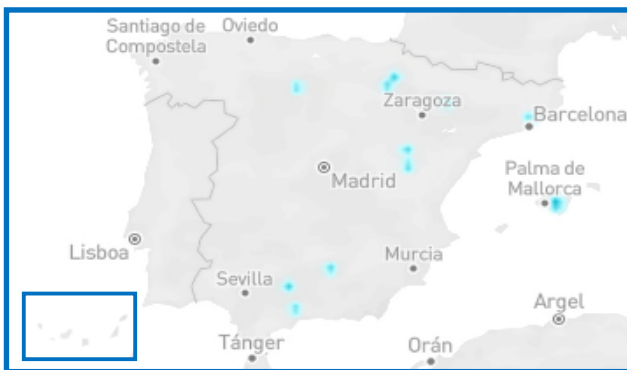 Santiago de
Compostela
Oviedo
Zaragoza
Barcelona
Madrid
Palma de
Mallorca
Lisboa
Murcia
Sevilla
Argel
Tánger
Orán